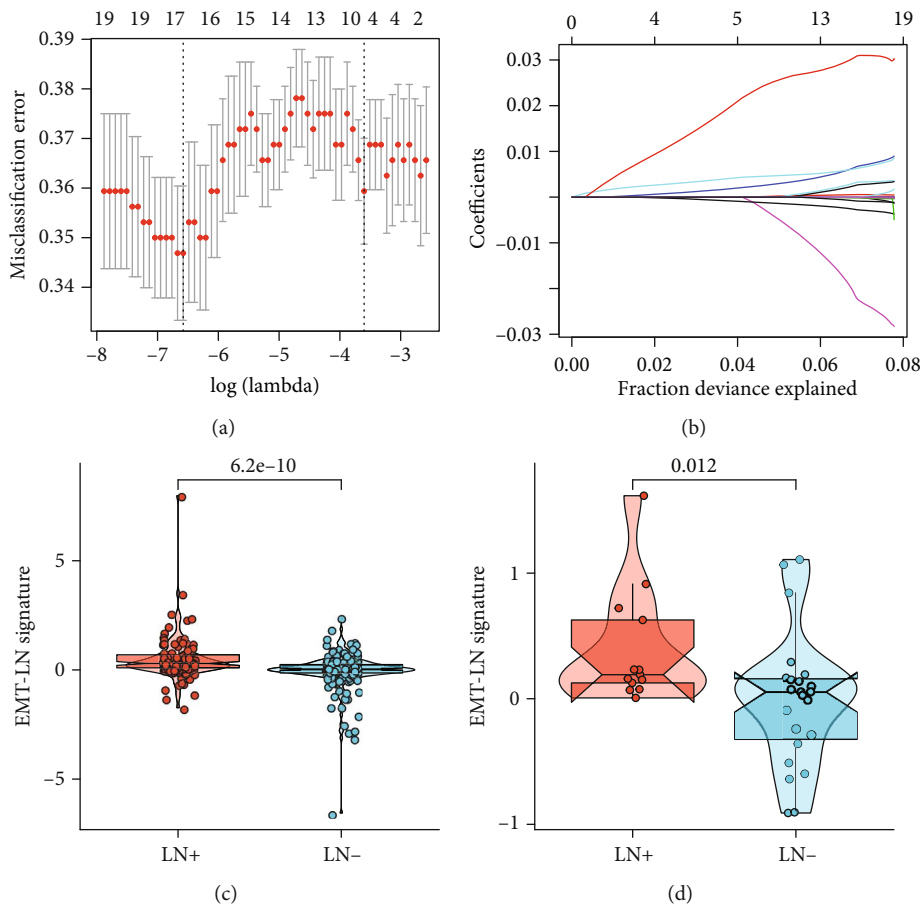 19 19 17 16 15 14 13 10 4 4 2
0.39
0.38
0.37
0.36
0.35
0.34
Misclassification error
−8 −7 −6 −5 −4 −3
log (lambda)
(a)
0 4 5 13 19
0.03
0.02
0.01
−0.01
−0.03
Coefficients
0.00 0.02 0.04 0.06 0.08
Fraction deviance explained
(b)
6.2e−10
5
0
−5
EMT-LN signature
LN+ LN−
(c)
0.012
1
0
−1
EMT-LN signature
LN+ LN−
(d)